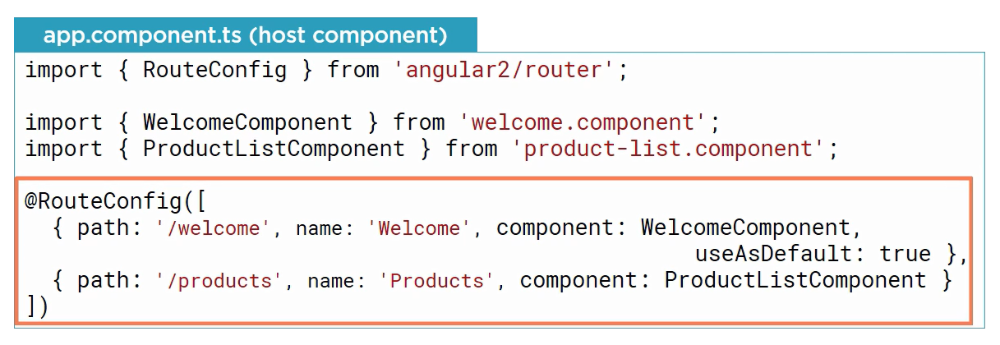 app.component.ts (host component)
import { RouteConfig } from 'angular2/router';
import { WelcomeComponent } from 'welcome.component';
import { ProductListComponent } from 'product-list.component';
@RouteConfig([
{ path: '/welcome', name: 'Welcome', component: WelcomeComponent,
useAsDefault: true },
{ path: '/products', name: 'Products', component: ProductListComponent }
])